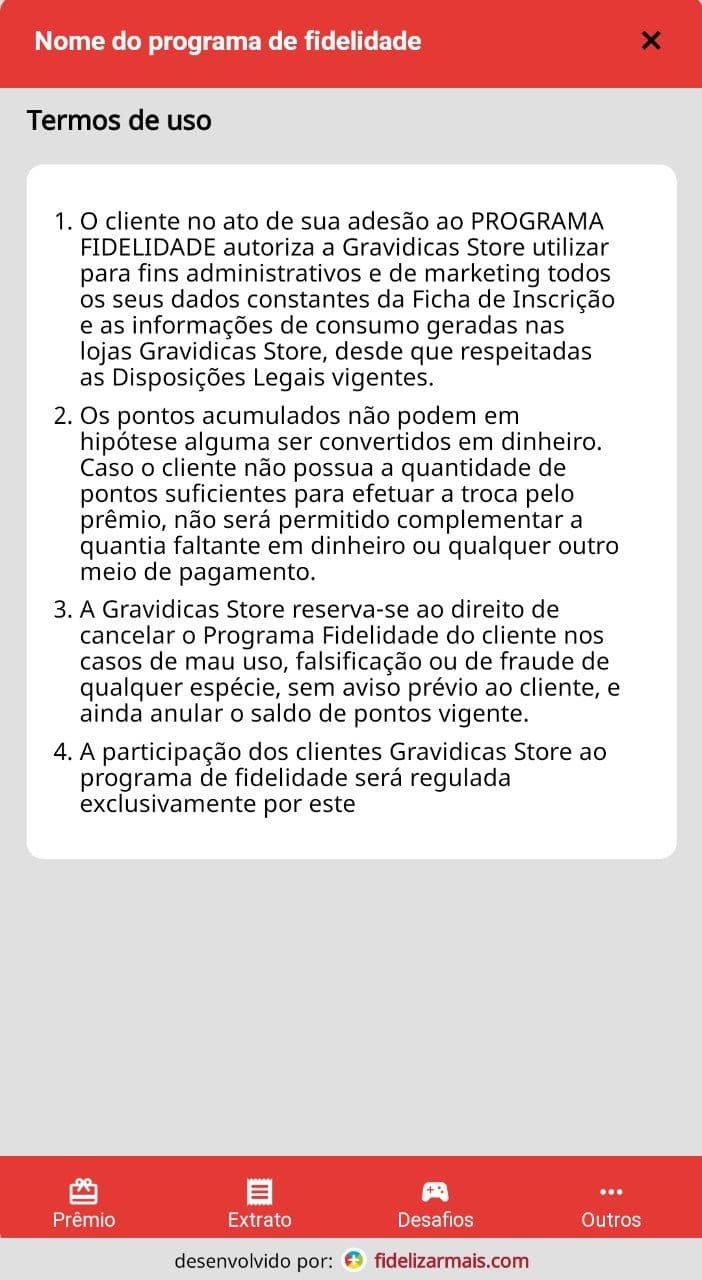 Nome do programa de fidelidade
Termos de uso
1. O cliente no ato de sua adesão ao PROGRAMA
FIDELIDADE autoriza a Gravidicas Store utilizar
para fins administrativos e de marketing todos
os seus dados constantes da Ficha de Inscrição
e as informações de consumo geradas nas
lojas Gravidicas Store, desde que respeitadas
as Disposições Legais vigentes.
2. Os pontos acumulados não podem em
hipótese alguma ser convertidos em dinheiro.
Caso o cliente não possua a quantidade de
pontos suficientes para efetuar a troca pelo
prêmio, não será permitido complementar a
quantia faltante em dinheiro ou qualquer outro
meio de pagamento.
3. A Gravidicas Store reserva-se ao direito de
cancelar o Programa Fidelidade do cliente nos
casos de mau uso, falsificação ou de fraude de
qualquer espécie, sem aviso prévio ao cliente, e
ainda anular o saldo de pontos vigente.
4. A participação dos clientes Gravidicas Store ao
programa de fidelidade será regulada
exclusivamente por este
Prêmio Extrato Desafios Outros
desenvolvido por: fidelizarmais.com